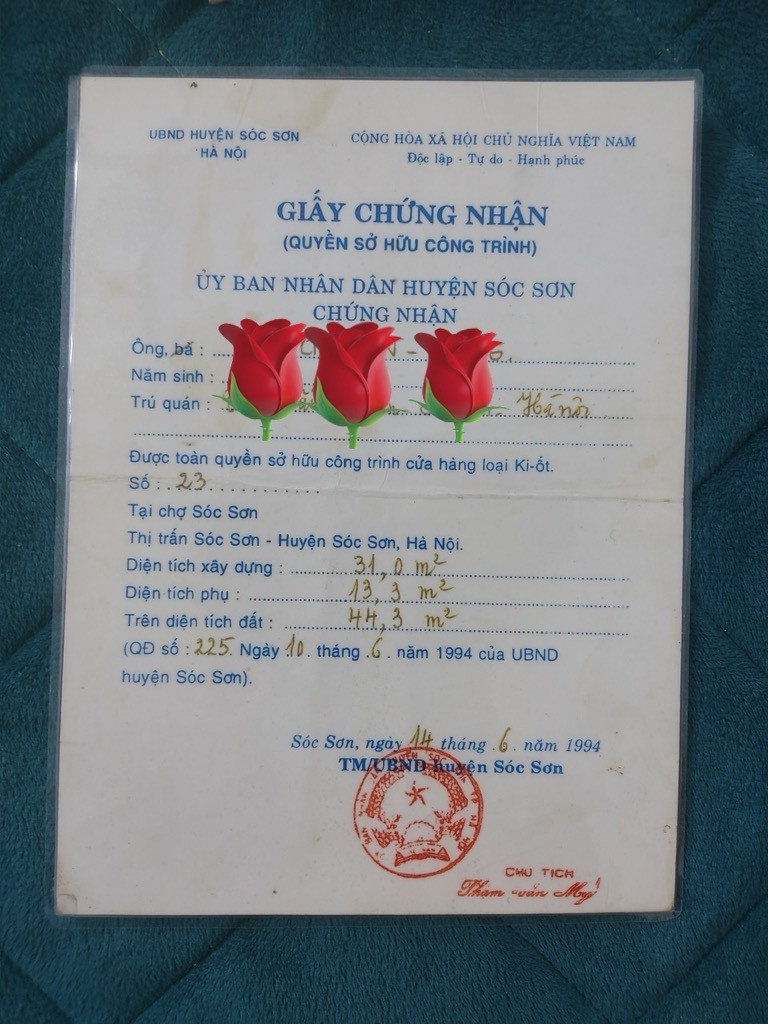 UBND HUYỆN SÓC SƠN
HÀ NỘI
CỘNG HÒA XÃ HỘI CHỦ NGHĨA VIỆT NAM
Độc lập - Tự do - Hạnh phúc
GIẤY CHỨNG NHẬN
(QUYỀN SỞ HỮU CÔNG TRÌNH)
ỦY BAN NHÂN DÂN HUYỆN SÓC SƠN
CHỨNG NHẬN
Ông, bà :
Năm sinh :
Trú quán : Hà nội
Được toàn quyền sở hữu công trình cửa hàng loại Ki-ốt.
Số : 23
Tại chợ Sóc Sơn
Thị trấn Sóc Sơn - Huyện Sóc Sơn, Hà Nội.
Diện tích xây dựng : 31,0 m²
Diện tích phụ : 13,3 m²
Trên diện tích đất : 44,3 m²
(QĐ số : 225. Ngày 10. tháng 6. năm 1994 của UBND
huyện Sóc Sơn).
Sóc Sơn, ngày 14 tháng 6. năm 1994
TM/UBND huyện Sóc Sơn
CHỦ TỊCH